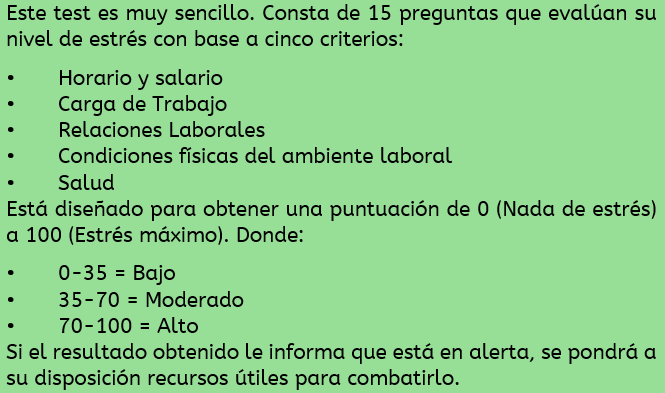 Este test es muy sencillo. Consta de 15 preguntas que evalúan su
nivel de estrés con base a cinco criterios:
• Horario y salario
• Carga de Trabajo
• Relaciones Laborales
• Condiciones físicas del ambiente laboral
• Salud
Está diseñado para obtener una puntuación de 0 (Nada de estrés)
a 100 (Estrés máximo). Donde:
• 0-35 = Bajo
• 35-70 = Moderado
• 70-100 = Alto
Si el resultado obtenido le informa que está en alerta, se pondrá a
su disposición recursos útiles para combatirlo.